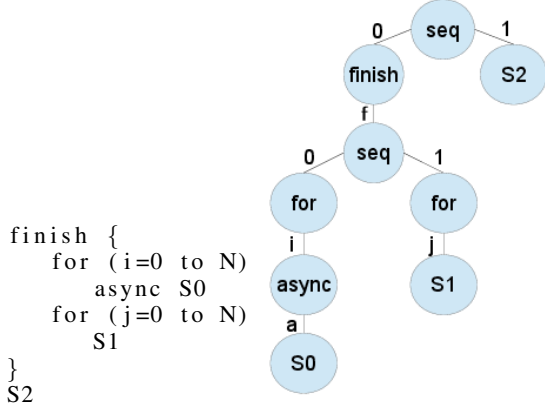 finish {
for (i=0 to N)
async S0
for (j=0 to N)
S1
}
S2
seq
0
1
finish
S2
f
seq
0
1
for
for
i
j
async
S1
a
S0